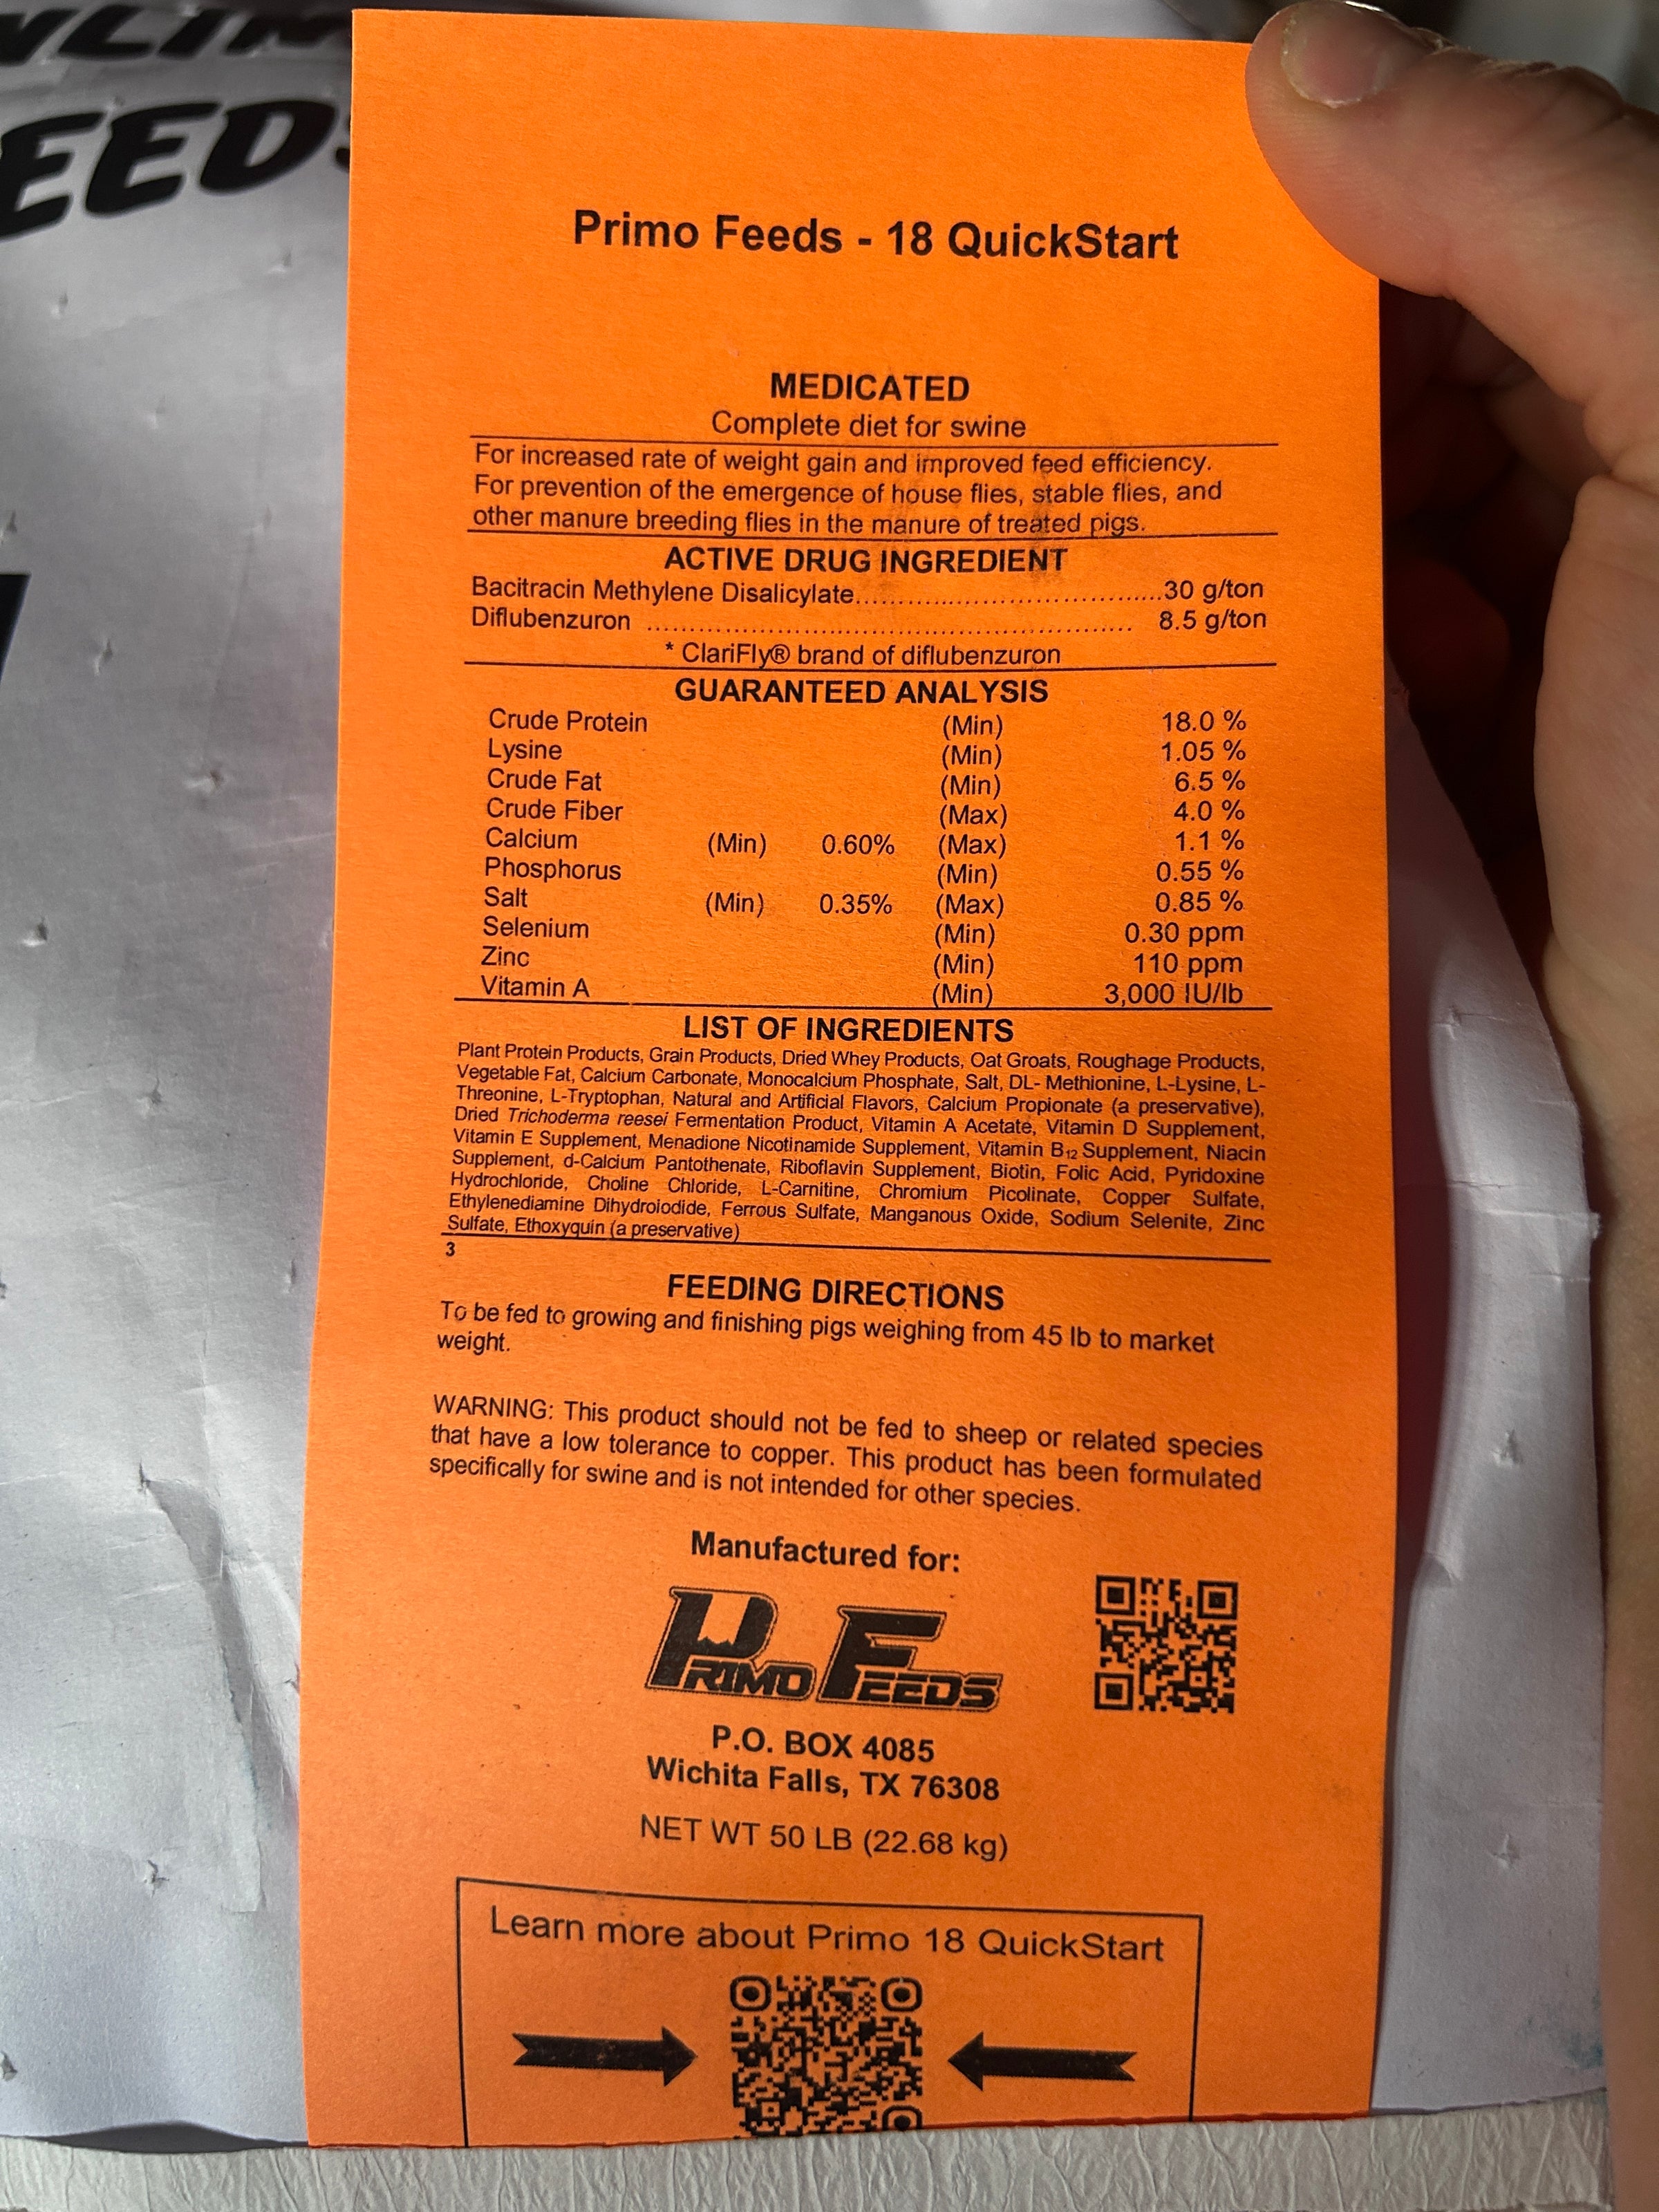 EEDS
Primo Feeds - 18 QuickStart
MEDICATED
Complete diet for swine
For increased rate of weight gain and improved feed efficiency.
For prevention of the emergence of house flies, stable flies, and
other manure breeding flies in the manure of treated pigs.
ACTIVE DRUG INGREDIENT
Bacitracin Methylene Disalicylate..................................30 g/ton
Diflubenzuron ................................................................ 8.5 g/ton
* ClariFly® brand of diflubenzuron
GUARANTEED ANALYSIS
Crude Protein (Min) 18.0 %
Lysine (Min) 1.05 %
Crude Fat (Min) 6.5 %
Crude Fiber (Max) 4.0 %
Calcium (Min) 0.60% (Max) 1.1 %
Phosphorus (Min) 0.55 %
Salt (Min) 0.35% (Max) 0.85 %
Selenium (Min) 0.30 ppm
Zinc (Min) 110 ppm
Vitamin A (Min) 3,000 IU/lb
LIST OF INGREDIENTS
Plant Protein Products, Grain Products, Dried Whey Products, Oat Groats, Roughage Products,
Vegetable Fat, Calcium Carbonate, Monocalcium Phosphate, Salt, DL- Methionine, L-Lysine, L-
Threonine, L-Tryptophan, Natural and Artificial Flavors, Calcium Propionate (a preservative),
Dried Trichoderma reesei Fermentation Product, Vitamin A Acetate, Vitamin D Supplement,
Vitamin E Supplement, Menadione Nicotinamide Supplement, Vitamin B12 Supplement, Niacin
Supplement, d-Calcium Pantothenate, Riboflavin Supplement, Biotin, Folic Acid, Pyridoxine
Hydrochloride, Choline Chloride, L-Carnitine, Chromium Picolinate, Copper Sulfate,
Ethylenediamine Dihydroiodide, Ferrous Sulfate, Manganous Oxide, Sodium Selenite, Zinc
Sulfate, Ethoxyquin (a preservative)
3
FEEDING DIRECTIONS
To be fed to growing and finishing pigs weighing from 45 lb to market
weight.
WARNING: This product should not be fed to sheep or related species
that have a low tolerance to copper. This product has been formulated
specifically for swine and is not intended for other species.
Manufactured for:
PRIMO FEEDS
P.O. BOX 4085
Wichita Falls, TX 76308
NET WT 50 LB (22.68 kg)
Learn more about Primo 18 QuickStart